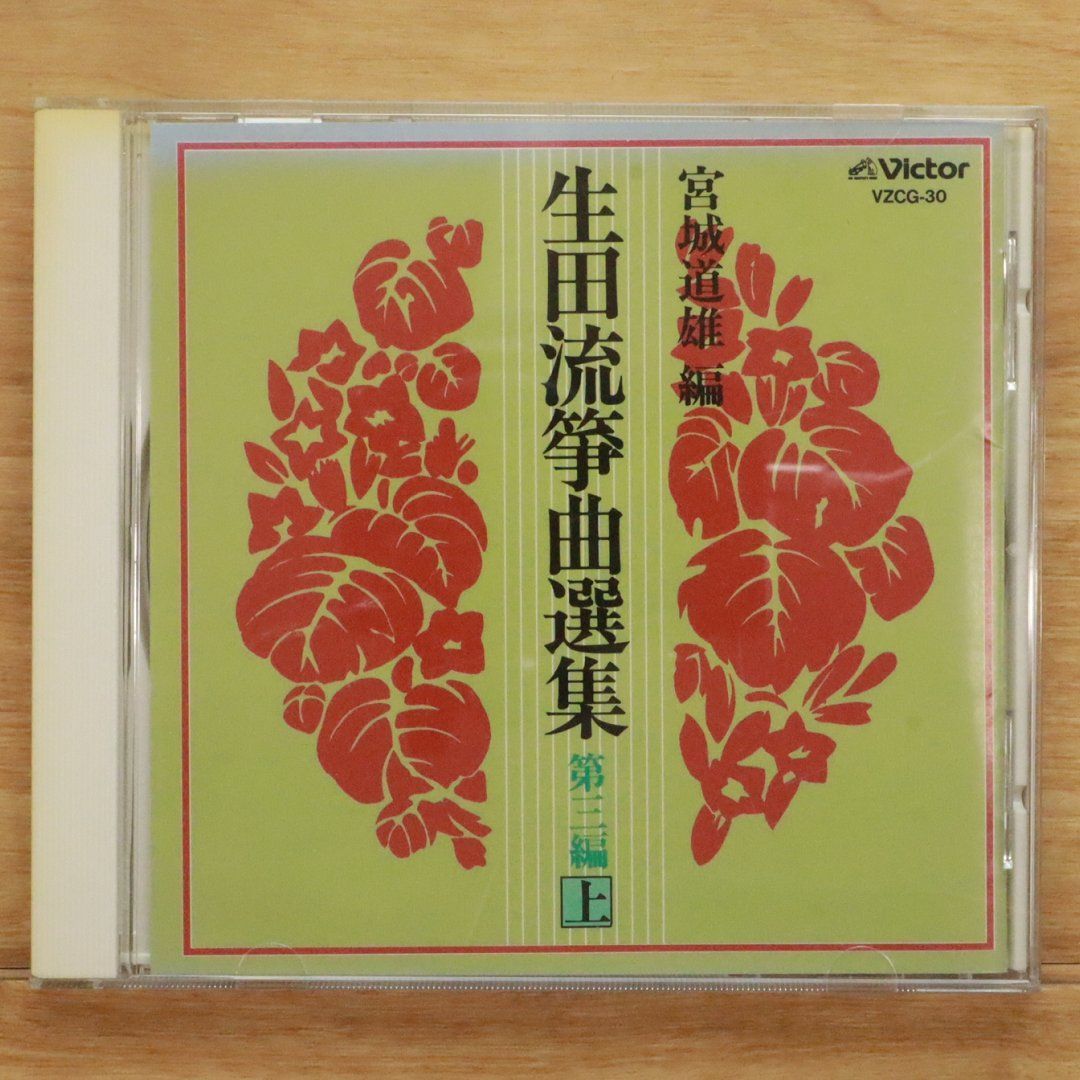 Victor
VZCG-30
宮城道雄 編
生田流箏曲選集
第三編
上